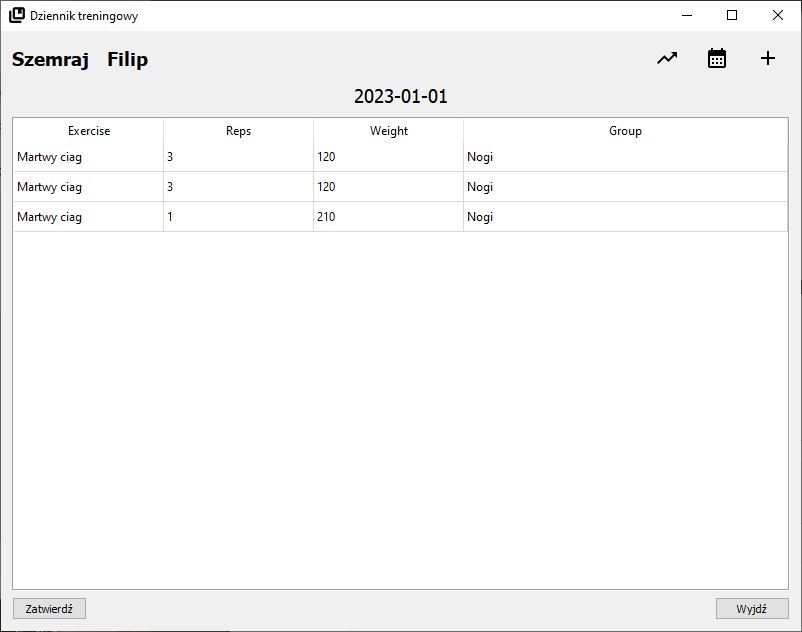 Dziennik treningowy
Szemraj Filip
2023-01-01
Exercise Reps Weight Group
Martwy ciag 3 120 Nogi
Martwy ciag 3 120 Nogi
Martwy ciag 1 210 Nogi
Zatwierdź Wyjdź